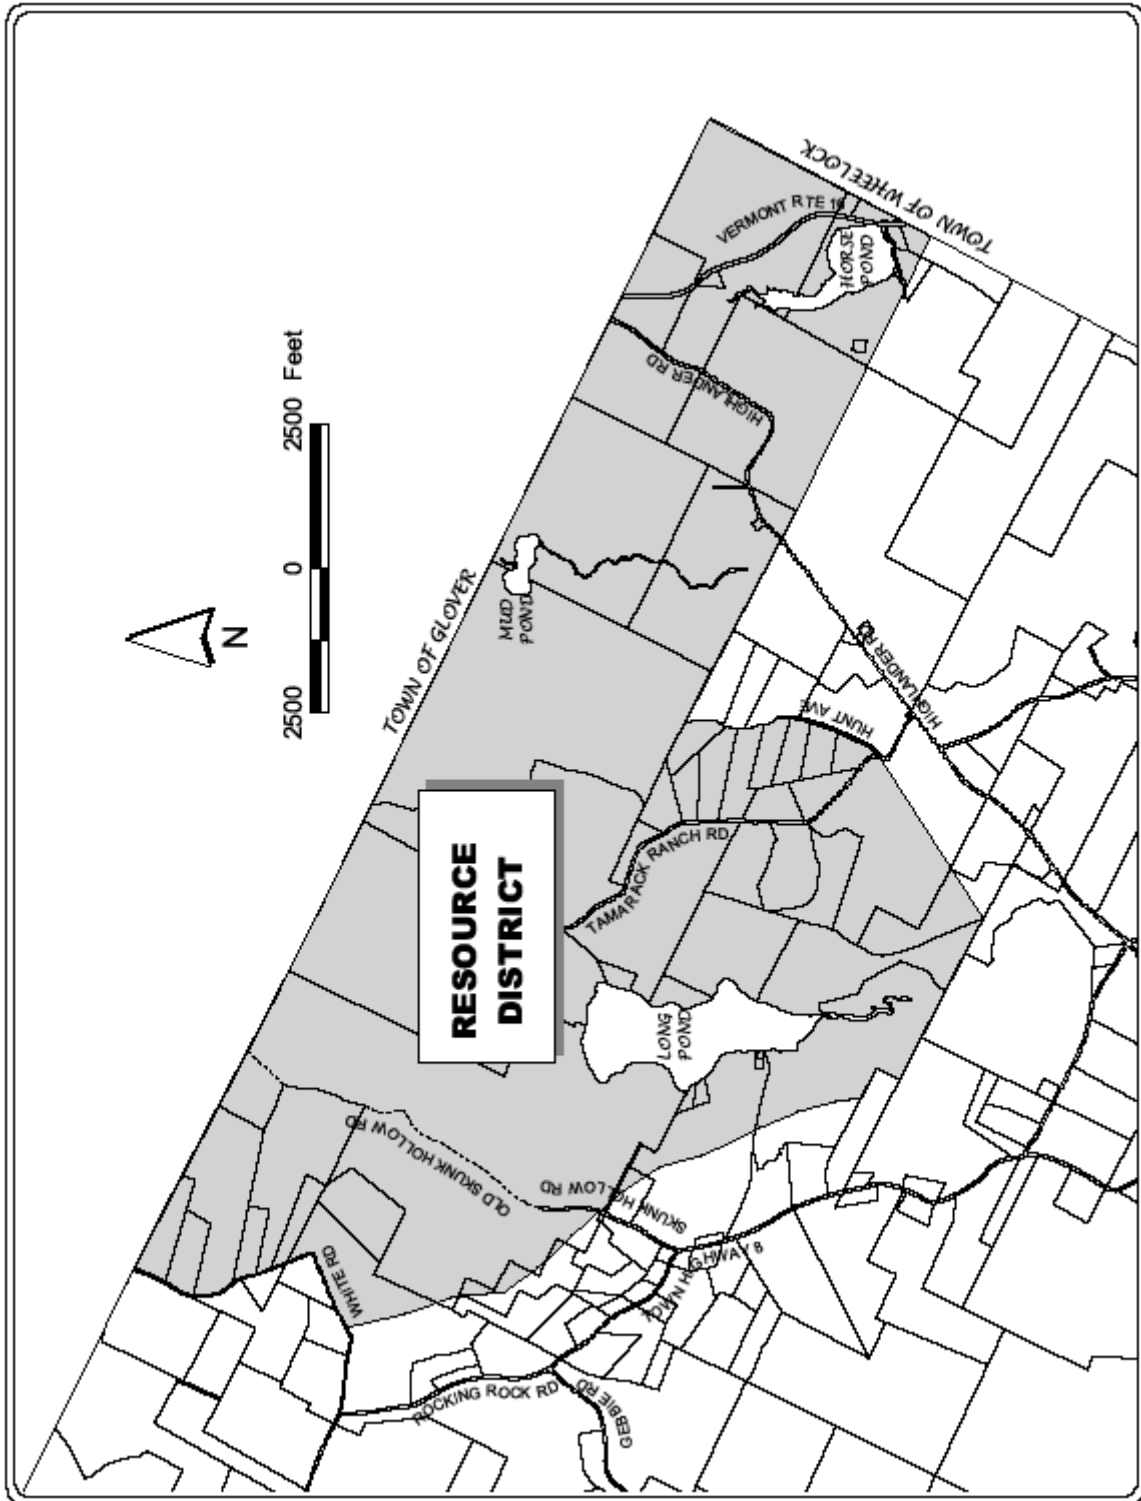 N
2500 0 2500 Feet
TOWN OF GLOVER
TOWN OF WHEELOCK
VERMONT RTE 16
HORSE
POND
HIGHLANDER RD
MUD
POND
RESOURCE
DISTRICT
HUNT AVE
HIGHLANDER RD
TAMARACK RANCH RD
LONG
POND
OLD SKUNK HOLLOW RD
SKUNK HOLLOW RD
WHITE RD
TOWN HIGHWAY 8
ROCKING ROCK RD
GEBBIE RD